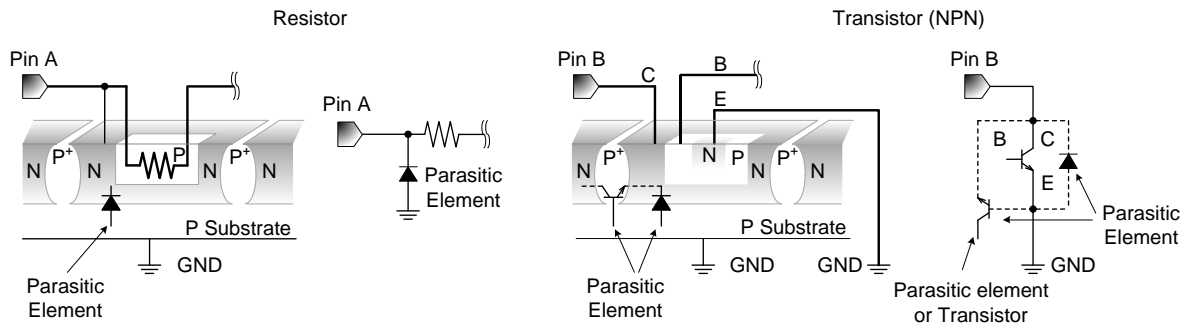 Resistor
Transistor (NPN)
Pin A
Pin A
N
P+
N
P
N
P+
N
Parasitic
Element
P Substrate
GND
Parasitic
Element
Pin B
C
B
E
N
P+
N
N
P
N
P+
N
P Substrate
GND
GND
Parasitic
Element
Pin B
B
C
E
Parasitic
Element
GND
Parasitic element
or Transistor